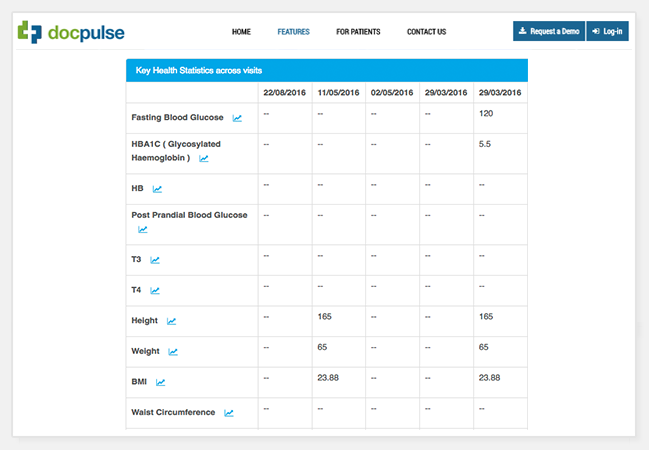 docpulse HOME FEATURES FOR PATIENTS CONTACT US Request a Demo Log-in
Key Health Statistics across visits
22/08/2016 11/05/2016 02/05/2016 29/03/2016 29/03/2016
Fasting Blood Glucose -- -- -- -- 120
HBA1C ( Glycosylated -- -- -- -- 5.5
Haemoglobin )
HB -- -- -- -- --
Post Prandial Blood Glucose -- -- -- -- --
T3 -- -- -- -- --
T4 -- -- -- -- --
Height -- 165 -- -- 165
Weight -- 65 -- -- 65
BMI -- 23.88 -- -- 23.88
Waist Circumference -- -- -- -- --